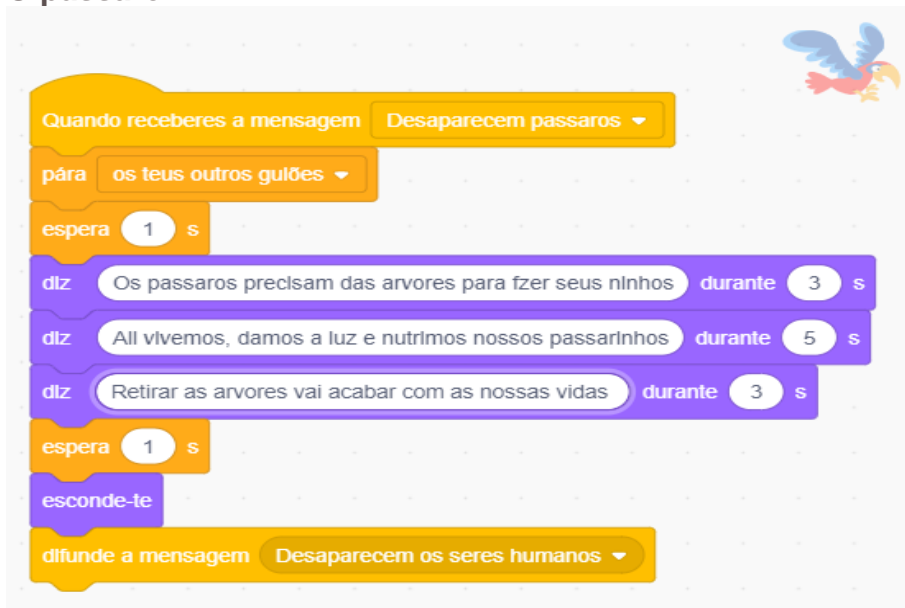 Quando receberes a mensagem Desaparecem passaros
pára os teus outros guiões
espera 1 s
diz Os passaros precisam das arvores para fzer seus ninhos durante 3 s
diz Ali vivemos, damos a luz e nutrimos nossos passarinhos durante 5 s
diz Retirar as arvores vai acabar com as nossas vidas durante 3 s
espera 1 s
esconde-te
difunde a mensagem Desaparecem os seres humanos